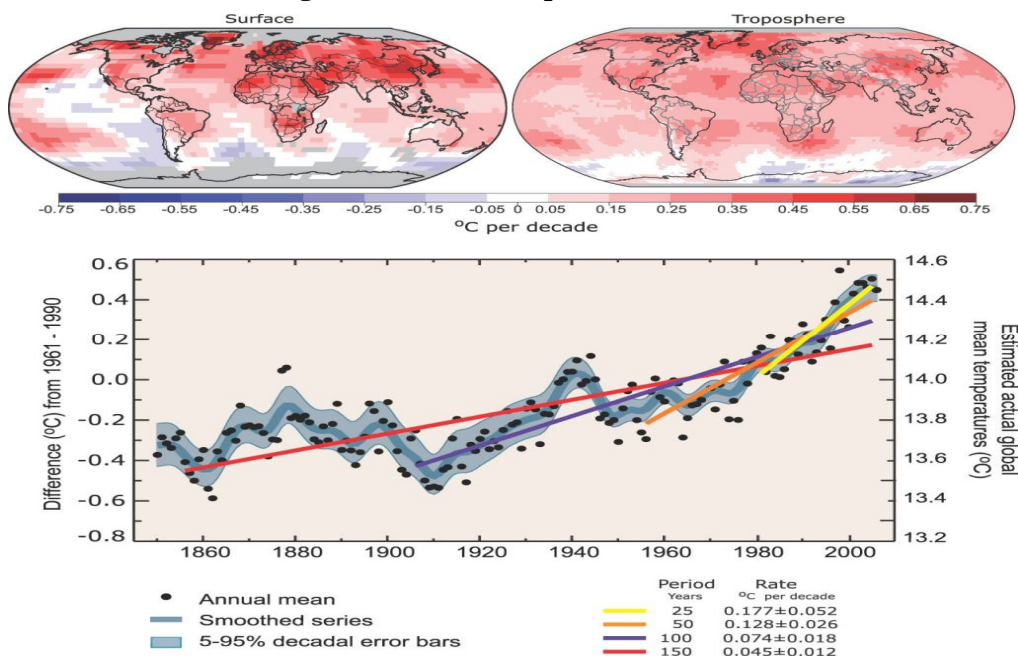 Surface
Troposphere
-0.75 -0.65 -0.55 -0.45 -0.35 -0.25 -0.15 -0.05 0 0.05 0.15 0.25 0.35 0.45 0.55 0.65 0.75
ºC per decade
Difference (ºC) from 1961 - 1990
0.6
0.4
0.2
0.0
-0.2
-0.4
-0.6
-0.8
14.6
14.4
14.2
14.0
13.8
13.6
13.4
13.2
Estimated actual global
mean temperatures (ºC)
1860 1880 1900 1920 1940 1960 1980 2000
Annual mean
Smoothed series
5-95% decadal error bars
Period Rate
Years ºC per decade
25 0.177±0.052
50 0.128±0.026
100 0.074±0.018
150 0.045±0.012